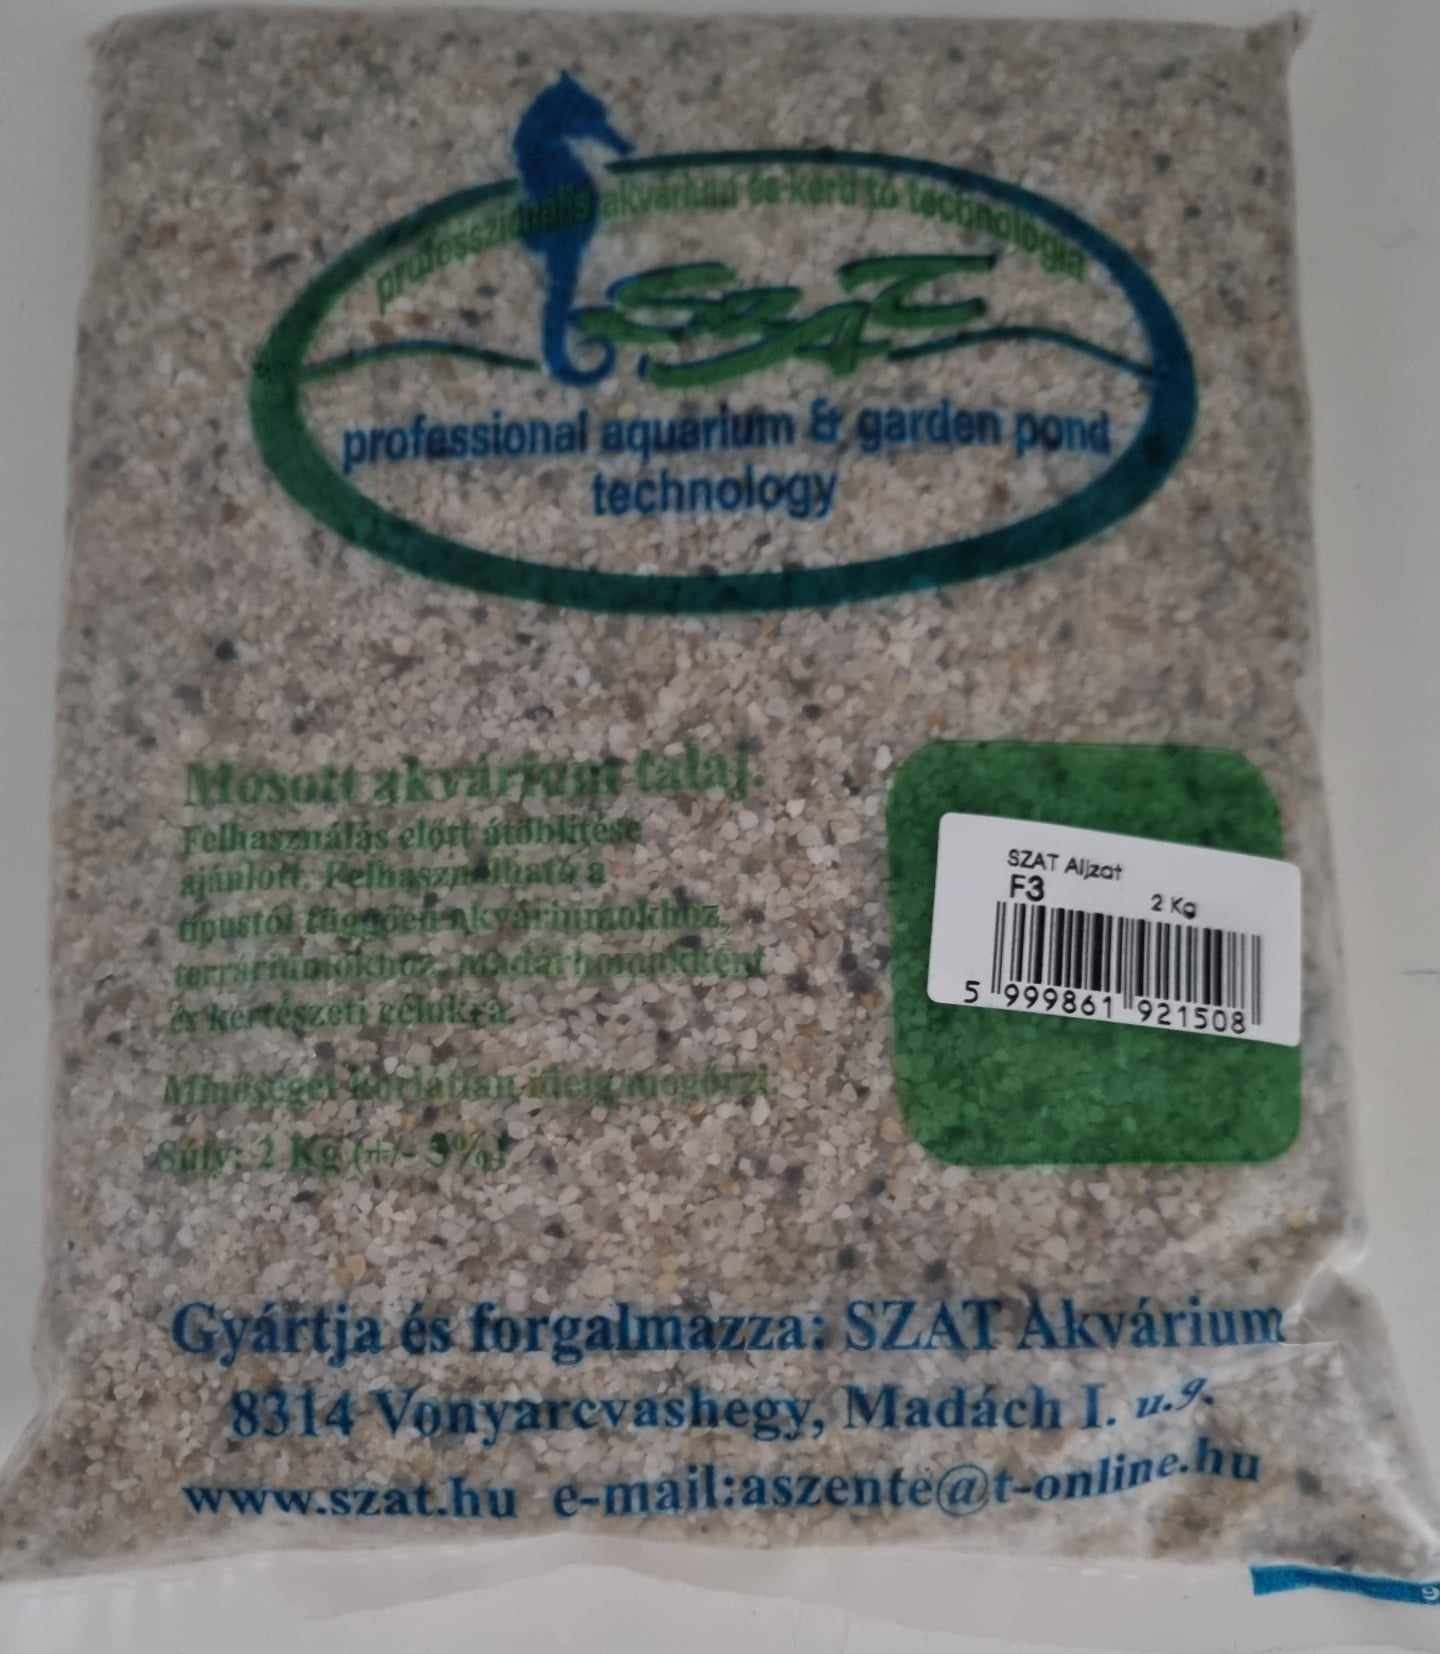 professzionális akvárium és kerti tó technológia
SZAT
professional aquarium & garden pond
technology
Mosott akvárium talaj.
Felhasználás előtt átöblítése
ajánlott. Felhasználható a
típustól függően akváriumokhoz,
terráriumokhoz, madárhomokként
és kertészeti célokra.
Minőségét korlátlan ideig megőrzi.
Súly: 2 Kg (+/- 3%)
SZAT Aljzat
F3
2 Kg
5 999861 921508
Gyártja és forgalmazza: SZAT Akvárium
8314 Vonyarcvashegy, Madách I. u.9.
www.szat.hu e-mail:aszente@t-online.hu